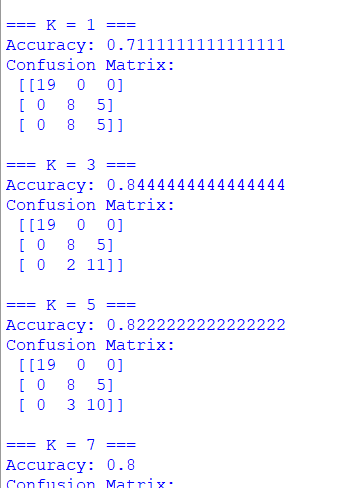 === K = 1 ===
Accuracy: 0.7111111111111111
Confusion Matrix:
 [[19  0  0]
 [ 0  8  5]
 [ 0  8  5]]

=== K = 3 ===
Accuracy: 0.8444444444444444
Confusion Matrix:
 [[19  0  0]
 [ 0  8  5]
 [ 0  2 11]]

=== K = 5 ===
Accuracy: 0.8222222222222222
Confusion Matrix:
 [[19  0  0]
 [ 0  8  5]
 [ 0  3 10]]

=== K = 7 ===
Accuracy: 0.8
Confusion Matrix: